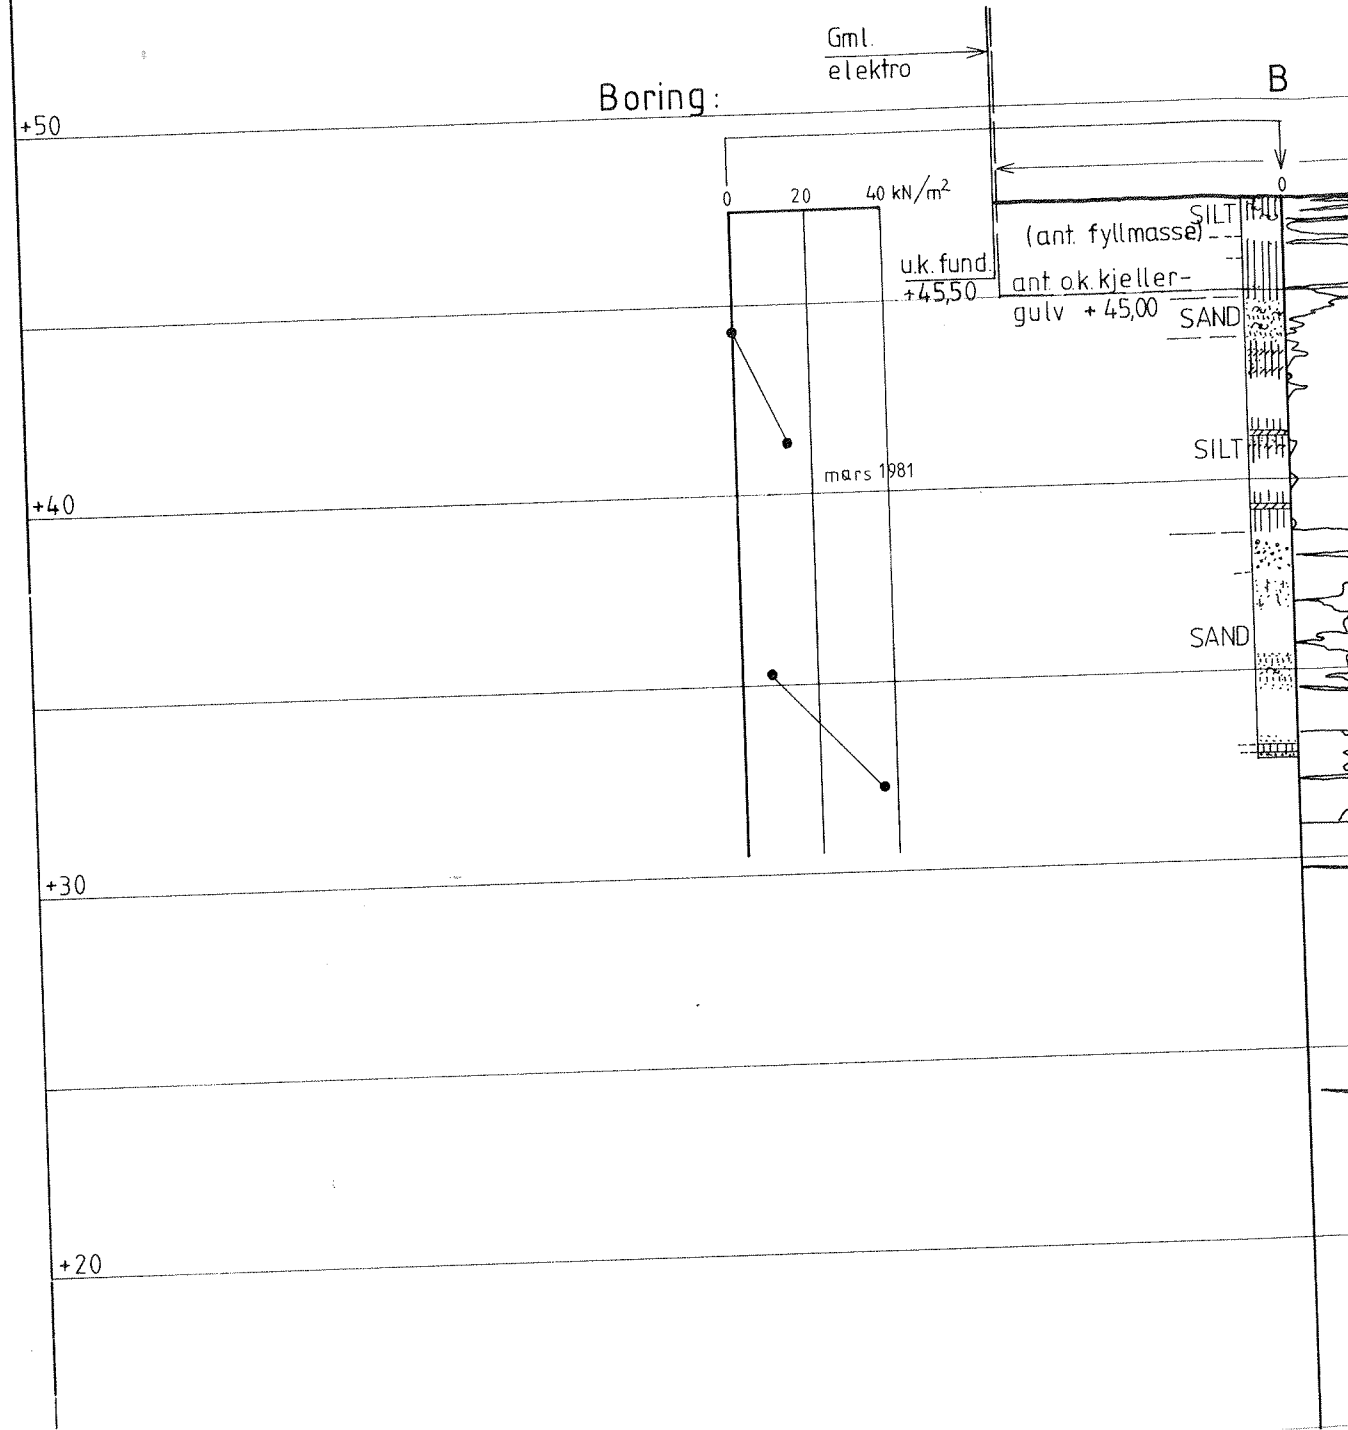 Gml.
elektro
Boring:
B
+50
0 20 40 kN/m²
0
SILT
(ant. fyllmasse)
u.k. fund.
+45,50
ant. o.k. kjeller-
gulv + 45,00
SAND
SILT
mars 1981
+40
SAND
+30
+20